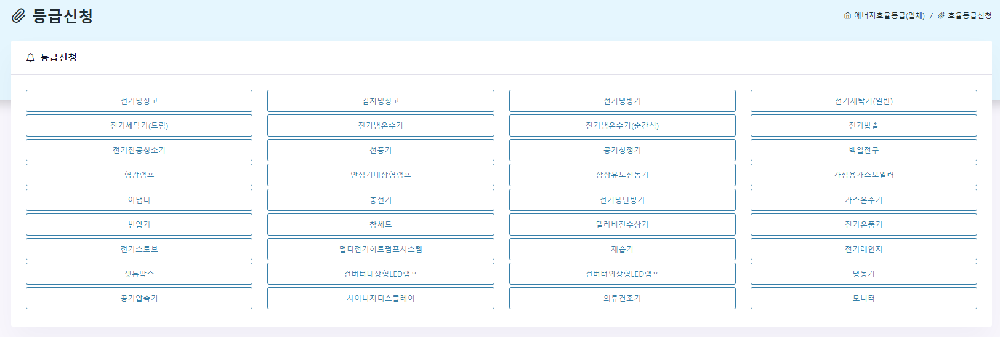 등급신청
에너지효율등급(업체) / 효율등급신청
등급신청
전기냉장고 김치냉장고 전기냉방기 전기세탁기(일반)
전기세탁기(드럼) 전기냉온수기 전기냉온수기(순간식) 전기밥솥
전기진공청소기 선풍기 공기청정기 백열전구
형광램프 안정기내장형램프 삼상유도전동기 가정용가스보일러
어댑터 충전기 전기냉난방기 가스온수기
변압기 창세트 텔레비전수상기 전기온풍기
전기스토브 멀티전기히트펌프시스템 제습기 전기레인지
셋톱박스 컨버터내장형LED램프 컨버터외장형LED램프 냉동기
공기압축기 사이니지디스플레이 의류건조기 모니터